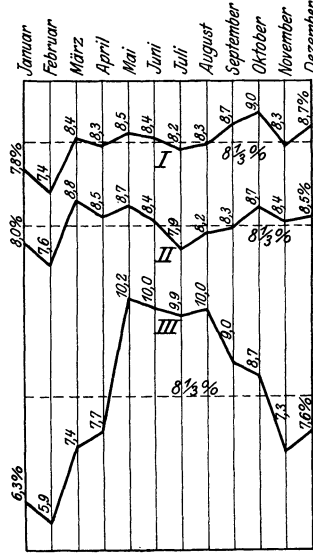 Januar
Februar
März
April
Mai
Juni
Juli
August
September
Oktober
November
Dezember
7,8%
7,4
8,4
8,3
8,5
8,4
8,2
8,3
8,7
9,0
8,3
8,7%
I
8⅓%
8,0%
7,6
8,8
8,5
8,7
8,4
7,9
8,2
8,3
8,7
8,4
8,5%
II
8⅓%
6,3%
5,9
7,4
7,7
10,2
10,0
9,9
10,0
9,0
8,7
7,3
7,6%
III
8⅓%